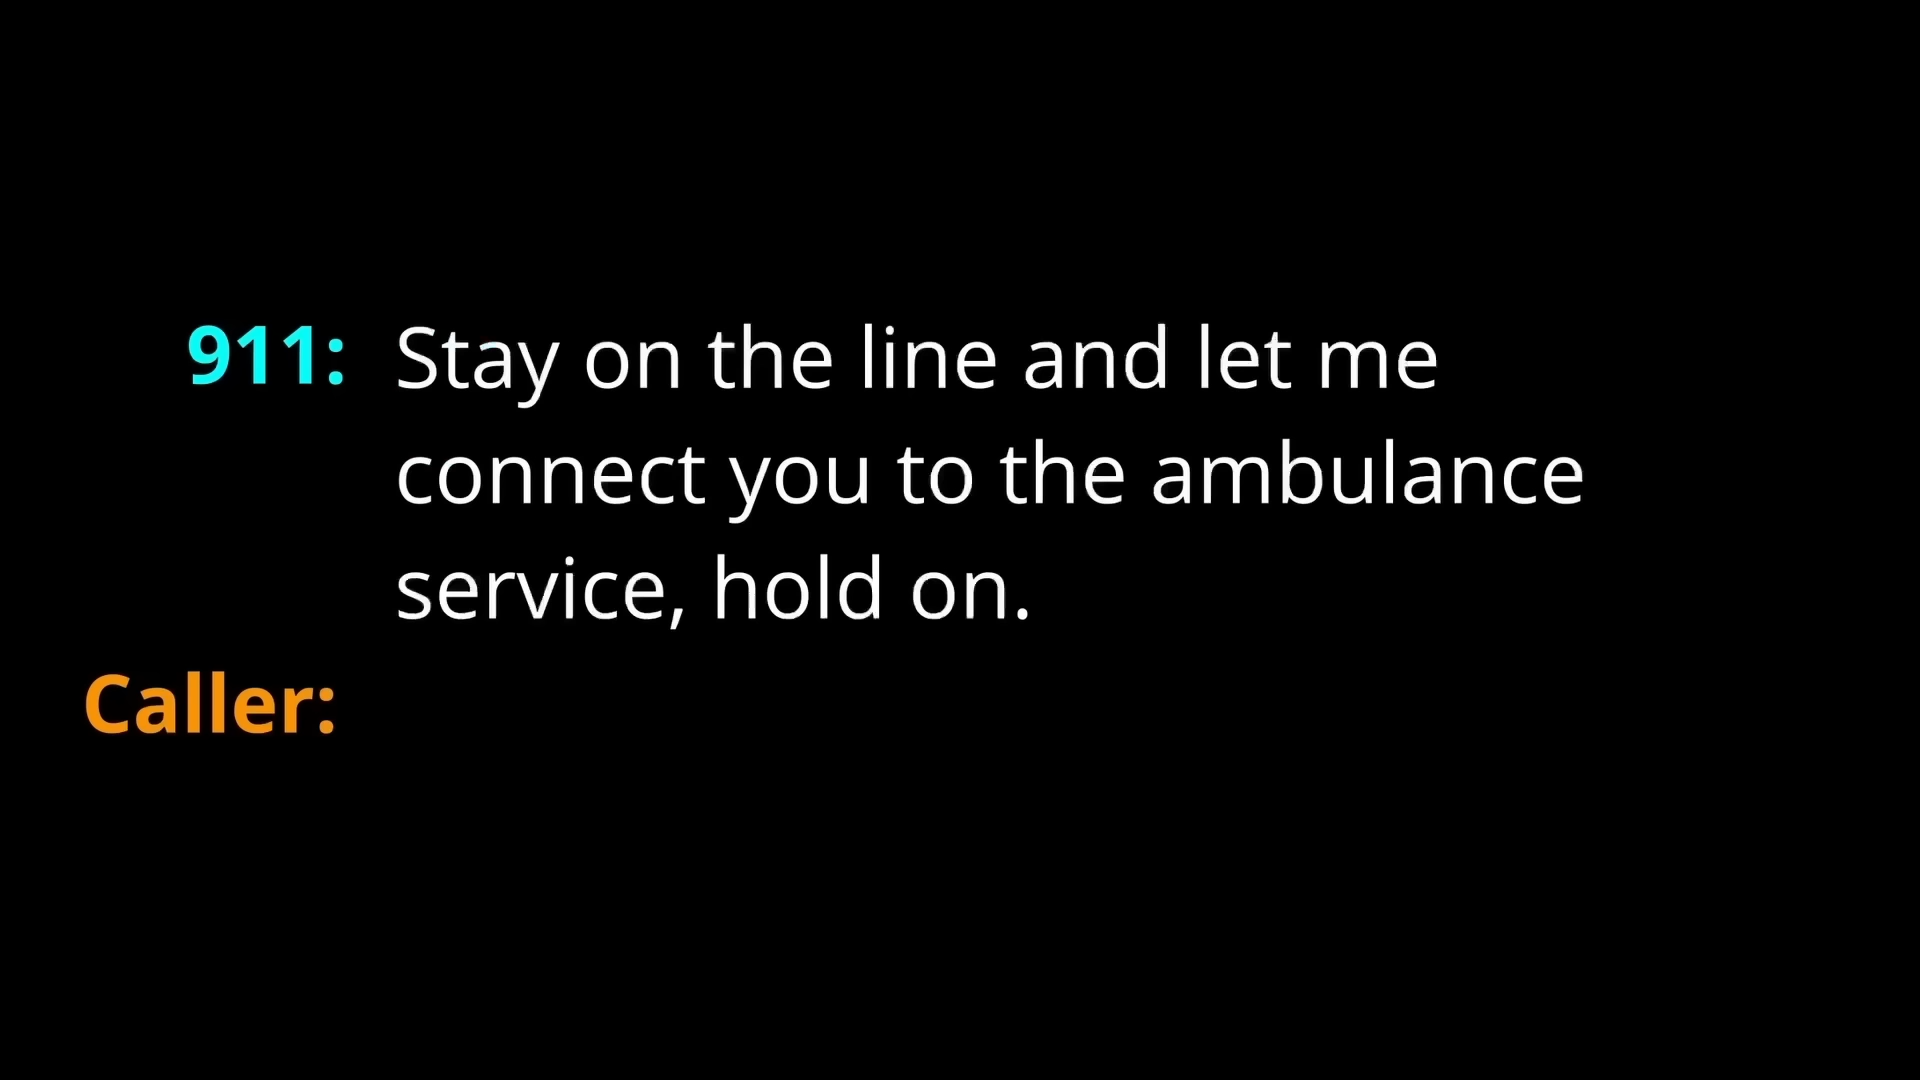 911: Stay on the line and let me
connect you to the ambulance
service, hold on.
Caller: